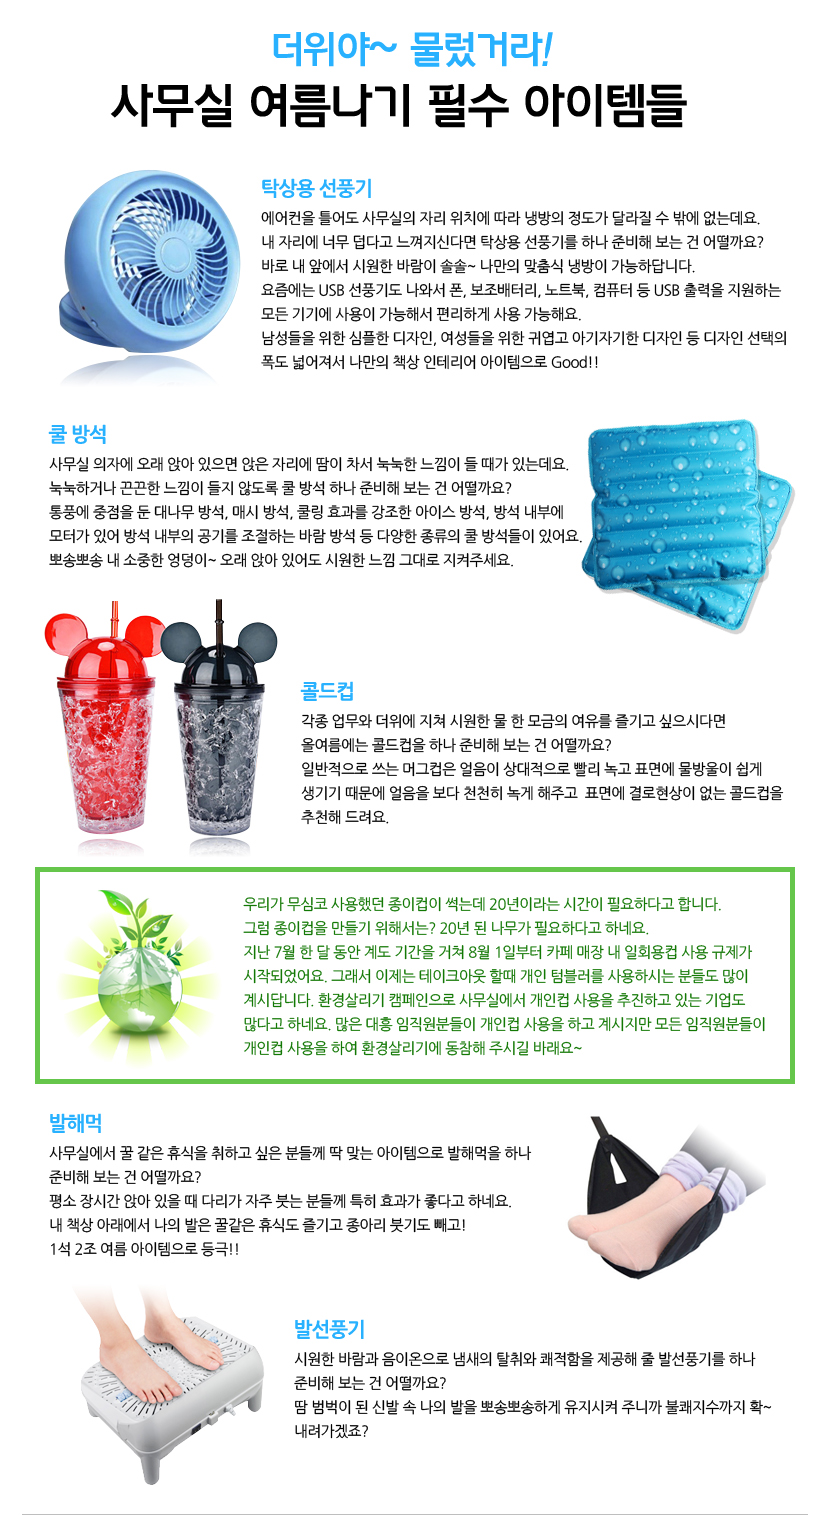 더위야~ 물렀거라!
사무실 여름나기 필수 아이템들
탁상용 선풍기
에어컨을 틀어도 사무실의 자리 위치에 따라 냉방의 정도가 달라질 수 밖에 없는데요.
내 자리에 너무 덥다고 느껴지신다면 탁상용 선풍기를 하나 준비해 보는 건 어떨까요?
바로 내 앞에서 시원한 바람이 솔솔~ 나만의 맞춤식 냉방이 가능하답니다.
요즘에는 USB 선풍기도 나와서 폰, 보조배터리, 노트북, 컴퓨터 등 USB 출력을 지원하는
모든 기기에 사용이 가능해서 편리하게 사용 가능해요.
남성들을 위한 심플한 디자인, 여성들을 위한 귀엽고 아기자기한 디자인 등 디자인 선택의
폭도 넓어져서 나만의 책상 인테리어 아이템으로 Good!!
쿨 방석
사무실 의자에 오래 앉아 있으면 앉은 자리에 땀이 차서 눅눅한 느낌이 들 때가 있는데요.
눅눅하거나 끈끈한 느낌이 들지 않도록 쿨 방석 하나 준비해 보는 건 어떨까요?
통풍에 중점을 둔 대나무 방석, 매시 방석, 쿨링 효과를 강조한 아이스 방석, 방석 내부에
모터가 있어 방석 내부의 공기를 조절하는 바람 방석 등 다양한 종류의 쿨 방석들이 있어요.
뽀송뽀송 내 소중한 엉덩이~ 오래 앉아 있어도 시원한 느낌 그대로 지켜주세요.
콜드컵
각종 업무와 더위에 지쳐 시원한 물 한 모금의 여유를 즐기고 싶으시다면
올여름에는 콜드컵을 하나 준비해 보는 건 어떨까요?
일반적으로 쓰는 머그컵은 얼음이 상대적으로 빨리 녹고 표면에 물방울이 쉽게
생기기 때문에 얼음을 보다 천천히 녹게 해주고  표면에 결로현상이 없는 콜드컵을
추천해 드려요.
우리가 무심코 사용했던 종이컵이 썩는데 20년이라는 시간이 필요하다고 합니다.
그럼 종이컵을 만들기 위해서는? 20년 된 나무가 필요하다고 하네요.
지난 7월 한 달 동안 계도 기간을 거쳐 8월 1일부터 카페 매장 내 일회용컵 사용 규제가
시작되었어요. 그래서 이제는 테이크아웃 할때 개인 텀블러를 사용하시는 분들도 많이
계시답니다. 환경살리기 캠페인으로 사무실에서 개인컵 사용을 추진하고 있는 기업도
많다고 하네요. 많은 대흥 임직원분들이 개인컵 사용을 하고 계시지만 모든 임직원분들이
개인컵 사용을 하여 환경살리기에 동참해 주시길 바래요~
발해먹
사무실에서 꿀 같은 휴식을 취하고 싶은 분들께 딱 맞는 아이템으로 발해먹을 하나
준비해 보는 건 어떨까요?
평소 장시간 앉아 있을 때 다리가 자주 붓는 분들께 특히 효과가 좋다고 하네요.
내 책상 아래에서 나의 발은 꿀같은 휴식도 즐기고 종아리 붓기도 빼고!
1석 2조 여름 아이템으로 등극!!
발선풍기
시원한 바람과 음이온으로 냄새의 탈취와 쾌적함을 제공해 줄 발선풍기를 하나
준비해 보는 건 어떨까요?
땀 범벅이 된 신발 속 나의 발을 뽀송뽀송하게 유지시켜 주니까 불쾌지수까지 확~
내려가겠죠?